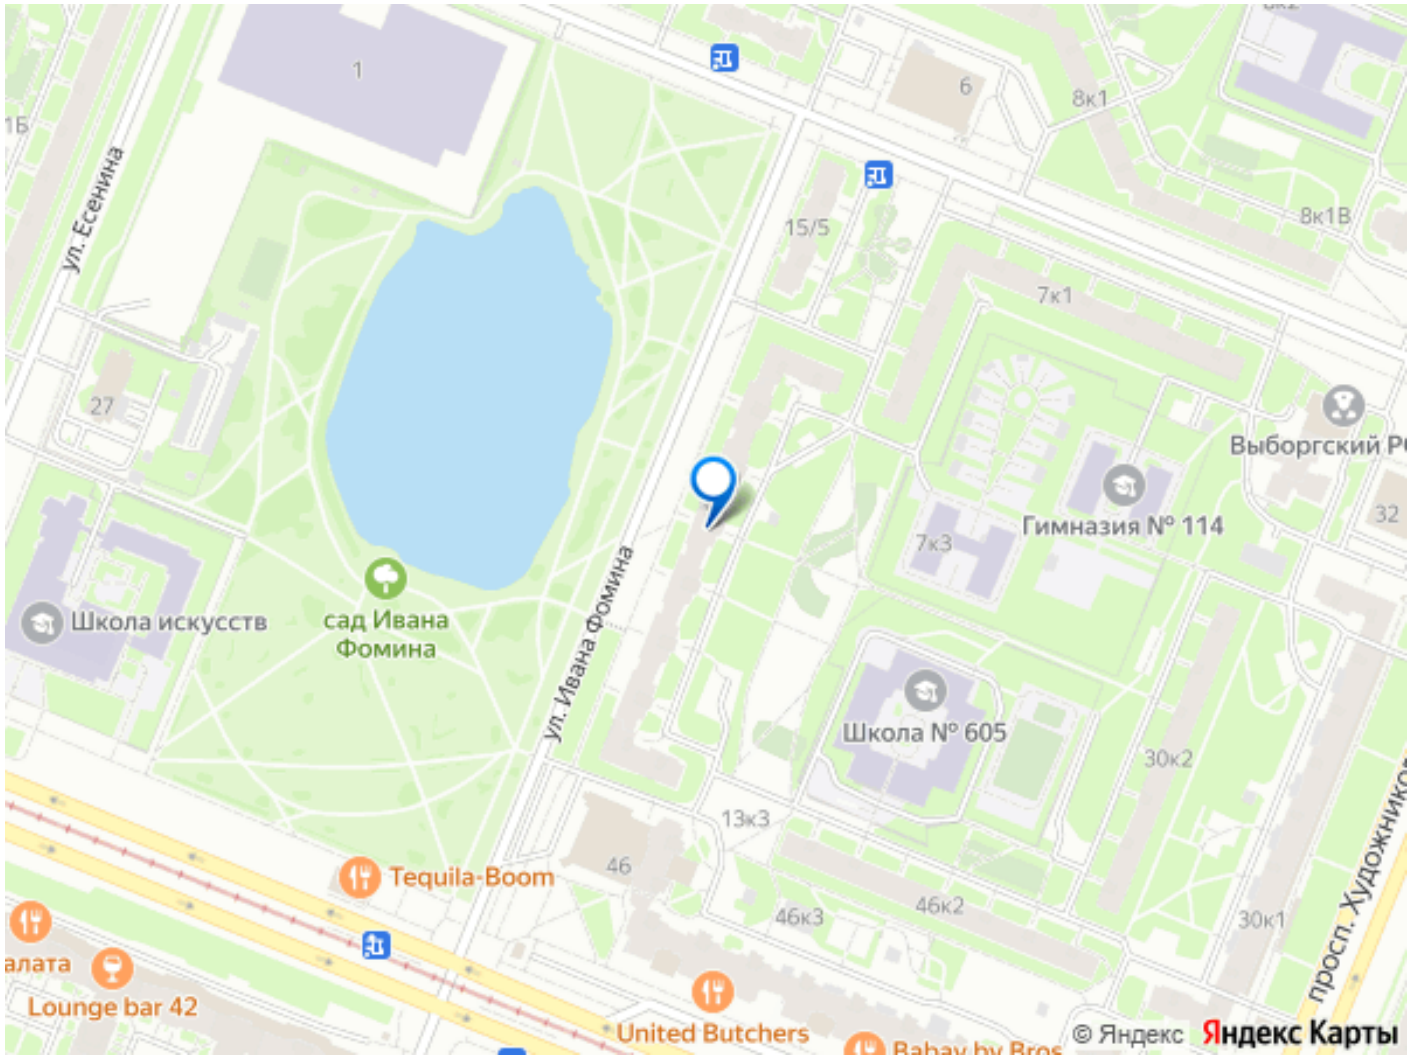 1
6
8к1
1Б
ул. Есенина
15/5
8к1В
7к1
27
Выборгский РО
32
Гимназия № 114
7к3
Школа искусств
сад Ивана
Фомина
ул. Ивана Фомина
Школа № 605
30к2
13к3
46
Tequila-Boom
46к2
46к3
30к1
просп. Художников
алата
Lounge bar 42
United Butchers
Babay by Bros
© Яндекс Яндекс Карты